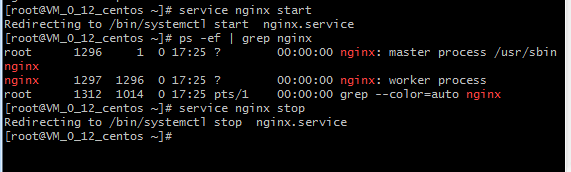 [root@VM_0_12_centos ~]# service nginx start
Redirecting to /bin/systemctl start  nginx.service
[root@VM_0_12_centos ~]# ps -ef | grep nginx
root      1296     1  0 17:25 ?        00:00:00 nginx: master process /usr/sbin
nginx
nginx     1297  1296  0 17:25 ?        00:00:00 nginx: worker process
root      1312  1014  0 17:25 pts/1    00:00:00 grep --color=auto nginx
[root@VM_0_12_centos ~]# service nginx stop
Redirecting to /bin/systemctl stop  nginx.service
[root@VM_0_12_centos ~]#